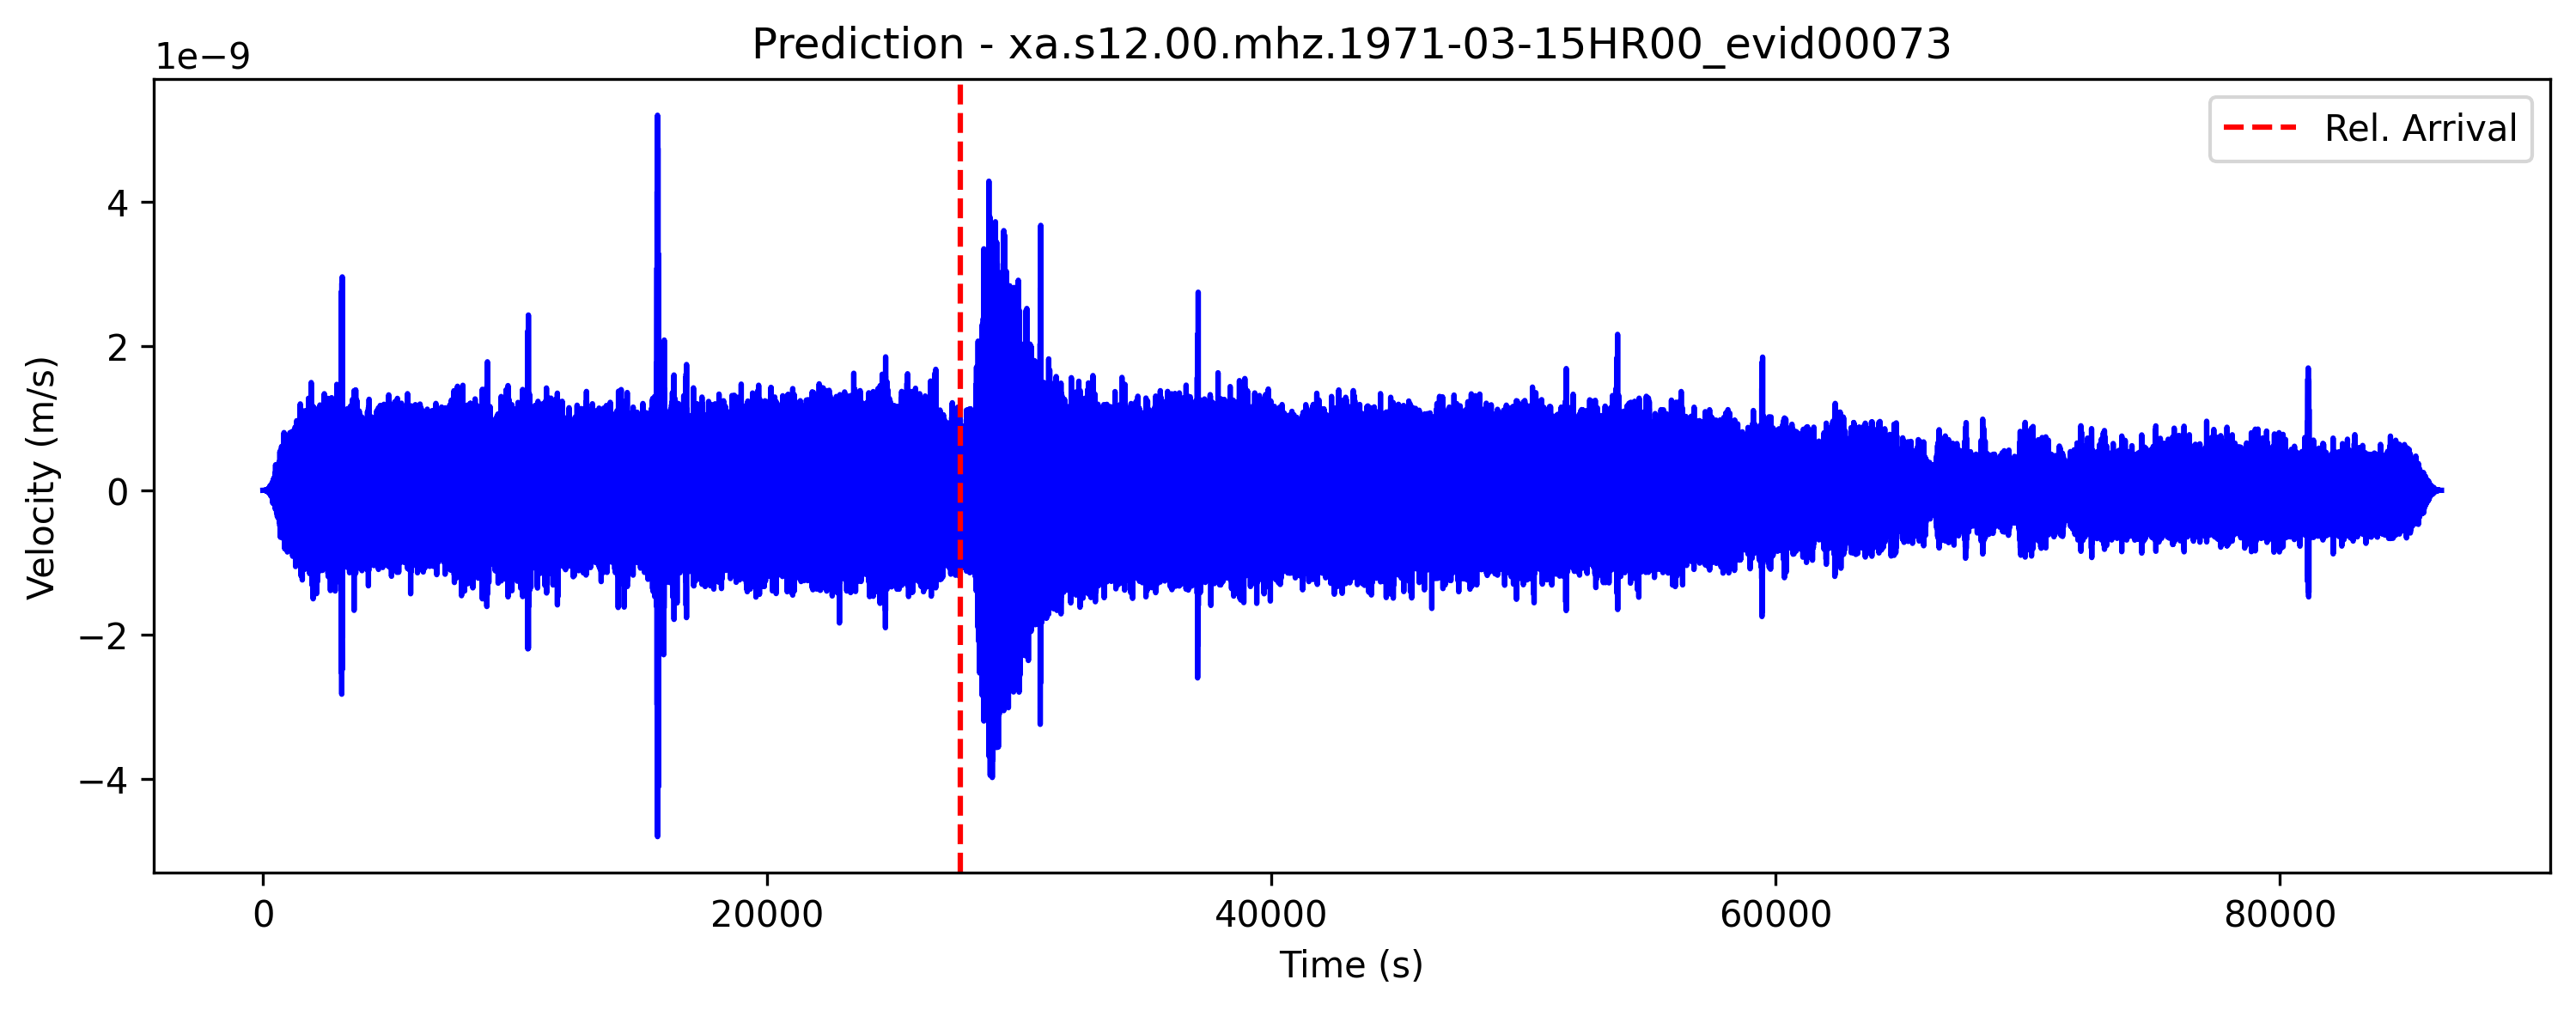 Prediction - xa.s12.00.mhz.1971-03-15HR00_evid00073
1e−9
Rel. Arrival
4
2
0
−2
−4
Velocity (m/s)
0 20000 40000 60000 80000
Time (s)